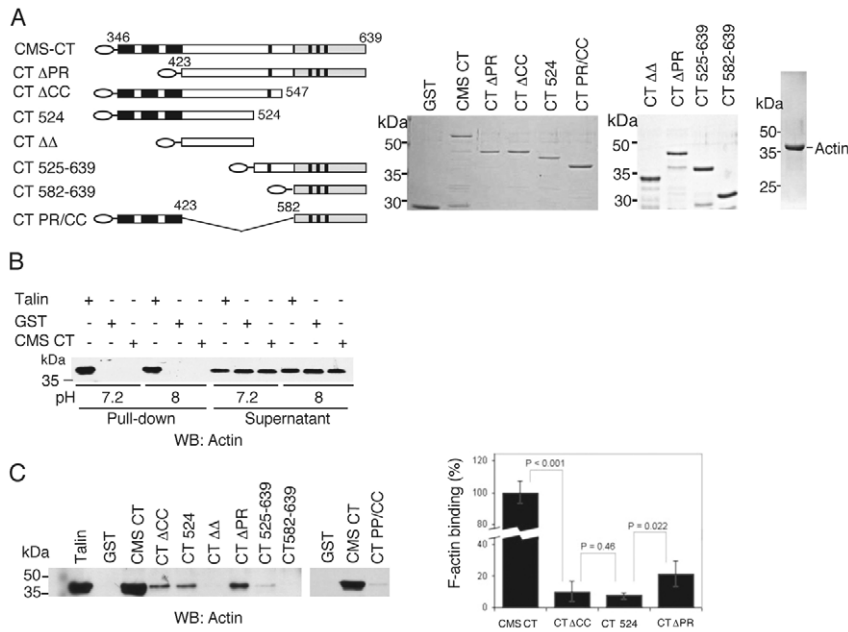 A
346
639
CMS-CT
423
CT ΔPR
CT ΔCC
547
CT 524
524
CT ΔΔ
CT 525-639
CT 582-639
423
582
CT PR/CC
GST
CMS CT
CT ΔPR
CT ΔCC
CT 524
CT PR/CC
kDa
50
35
30
CT ΔΔ
CT ΔPR
CT 525-639
CT 582-639
kDa
50
35
30
kDa
50
35
25
Actin
B
Talin + - - + - - + - - + - -
GST - + - - + - - + - - + -
CMS CT - - + - - + - - + - - +
kDa
35
pH 7.2 8 7.2 8
Pull-down Supernatant
WB: Actin
C
kDa
50
35
Talin
GST
CMS CT
CT ΔCC
CT 524
CT ΔΔ
CT ΔPR
CT 525-639
CT582-639
GST
CMS CT
CT PP/CC
WB: Actin
F-actin binding (%)
120
100
80
40
20
0
P < 0.001
P = 0.46
P = 0.022
CMS CT CT ΔCC CT 524 CT ΔPR